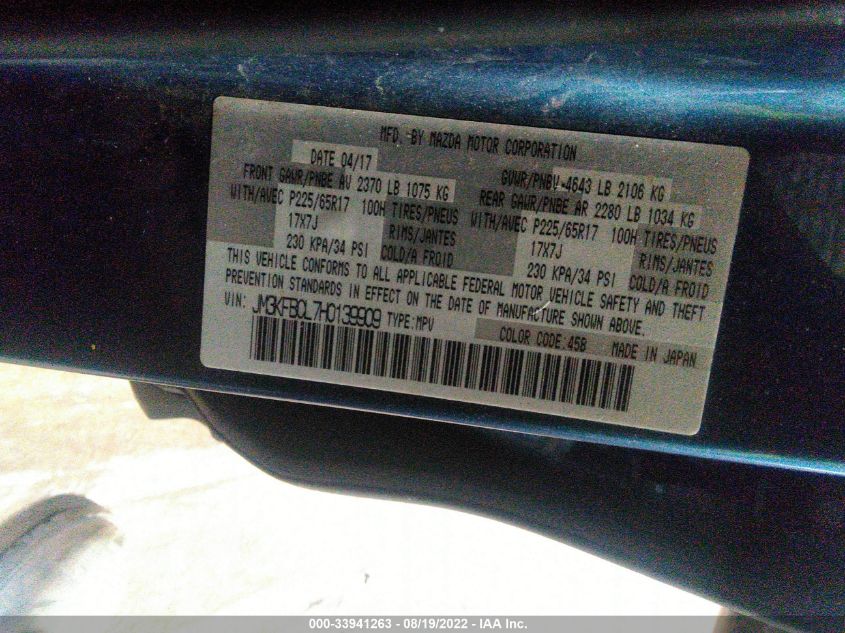 MFD. BY MAZDA MOTOR CORPORATION
DATE 04/17 GVWR/PNBV-4643 LB 2106 KG
FRONT GAWR/PNBE AV 2370 LB 1075 KG REAR GAWR/PNBE AR 2280 LB 1034 KG
WITH/AVEC P225/65R17 100H TIRES/PNEUS WITH/AVEC P225/65R17 100H TIRES/PNEUS
17X7J RIMS/JANTES 17X7J RIMS/JANTES
230 KPA/34 PSI COLD/A FROID 230 KPA/34 PSI COLD/A FROID
THIS VEHICLE CONFORMS TO ALL APPLICABLE FEDERAL MOTOR VEHICLE SAFETY AND THEFT
PREVENTION STANDARDS IN EFFECT ON THE DATE OF MANUFACTURE SHOWN ABOVE.
VIN: JM3KFBCL7H0139909 TYPE:MPV
COLOR CODE:45B MADE IN JAPAN
000-33941263 - 08/19/2022 - IAA Inc.